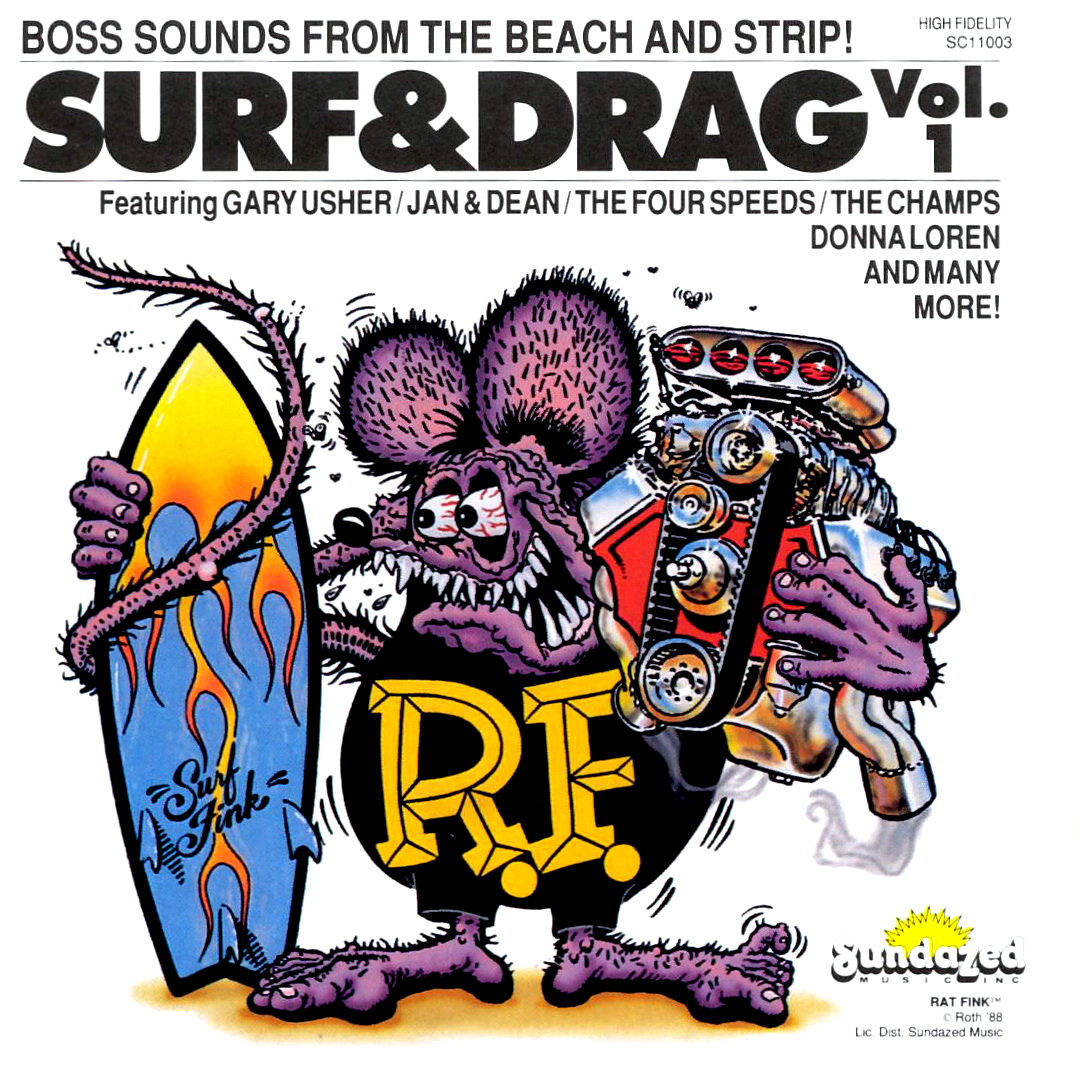 BOSS SOUNDS FROM THE BEACH AND STRIP!
HIGH FIDELITY
SC11003
SURF&DRAG Vol. 1
Featuring GARY USHER / JAN & DEAN / THE FOUR SPEEDS / THE CHAMPS
DONNA LOREN
AND MANY
MORE!
R.F.
Surf
Fink
Sundazed
MUSIC INC
RAT FINK™
© Roth '88
Lic. Dist. Sundazed Music